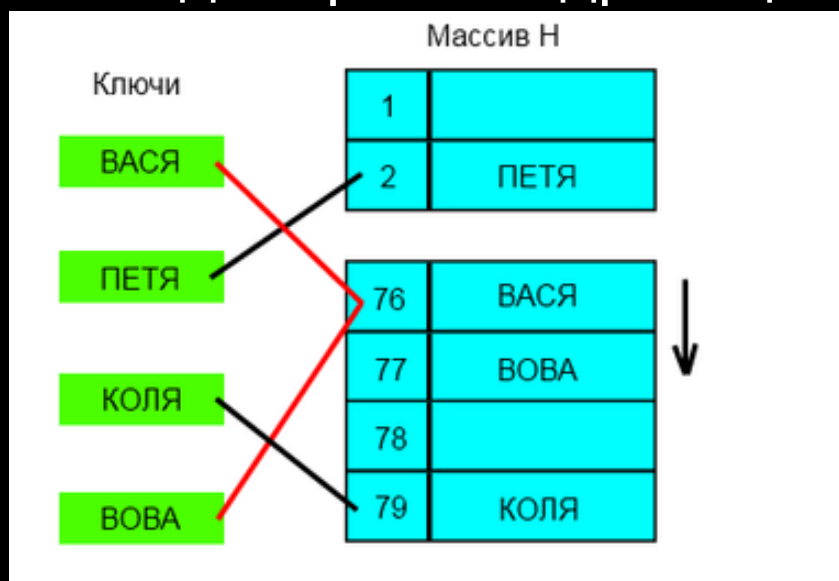 Массив Н
Ключи
ВАСЯ
ПЕТЯ
КОЛЯ
ВОВА
1
2 ПЕТЯ
76 ВАСЯ
77 ВОВА
78
79 КОЛЯ